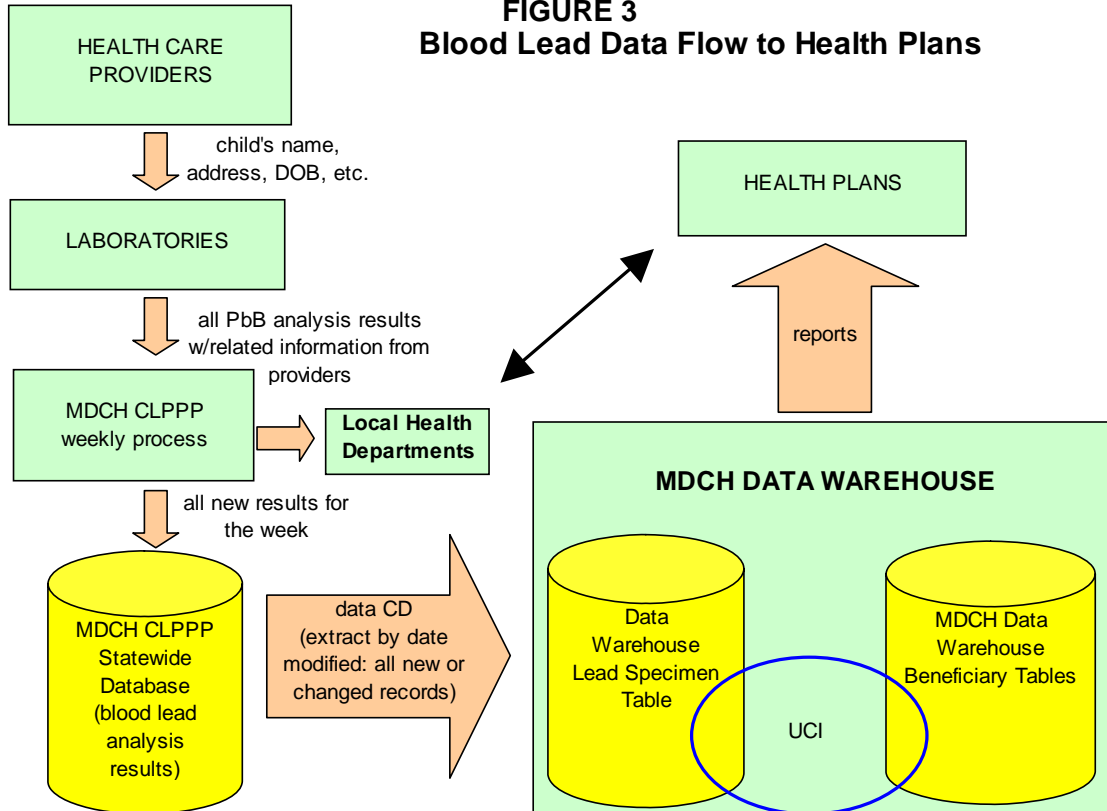 FIGURE 3
Blood Lead Data Flow to Health Plans
HEALTH CARE
PROVIDERS
child's name,
address, DOB, etc.
LABORATORIES
all PbB analysis results
w/related information from
providers
MDCH CLPPP
weekly process
Local Health
Departments
all new results for
the week
MDCH CLPPP
Statewide
Database
(blood lead
analysis
results)
data CD
(extract by date
modified: all new or
changed records)
HEALTH PLANS
reports
MDCH DATA WAREHOUSE
Data
Warehouse
Lead Specimen
Table
UCI
MDCH Data
Warehouse
Beneficiary Tables